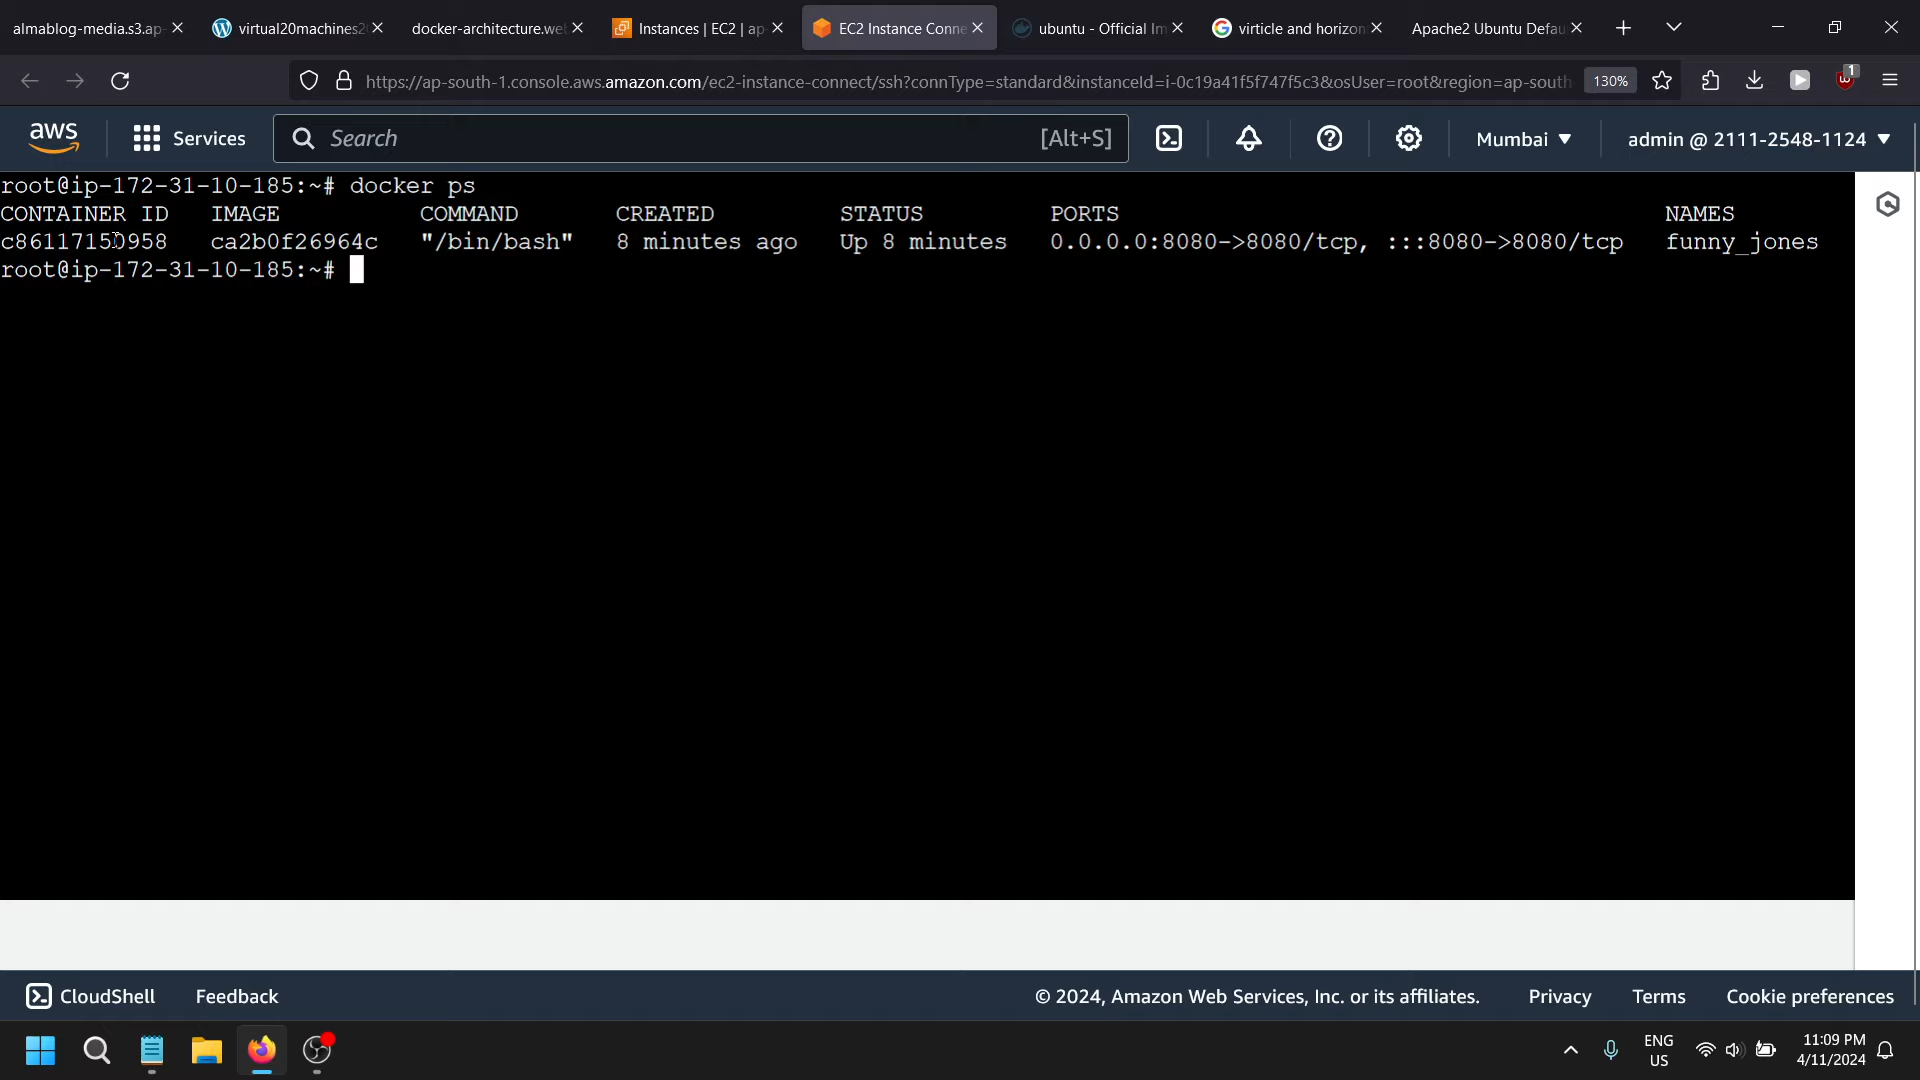 almablog-media.s3.ap-
virtual20machines2
docker-architecture.we
Instances | EC2 | ap-
EC2 Instance Conne
ubuntu - Official Im
virticle and horizon
Apache2 Ubuntu Defau
https://ap-south-1.console.aws.amazon.com/ec2-instance-connect/ssh?connType=standard&instanceId=i-0c19a41f5f747f5c3&osUser=root&region=ap-south
130%
1
aws
Services
Search
[Alt+S]
Mumbai
admin @ 2111-2548-1124
root@ip-172-31-10-185:~# docker ps
CONTAINER ID IMAGE COMMAND CREATED STATUS PORTS NAMES
c86117150958 ca2b0f26964c "/bin/bash" 8 minutes ago Up 8 minutes 0.0.0.0:8080->8080/tcp, :::8080->8080/tcp funny_jones
root@ip-172-31-10-185:~#
CloudShell
Feedback
© 2024, Amazon Web Services, Inc. or its affiliates.
Privacy
Terms
Cookie preferences
ENG
US
11:09 PM
4/11/2024